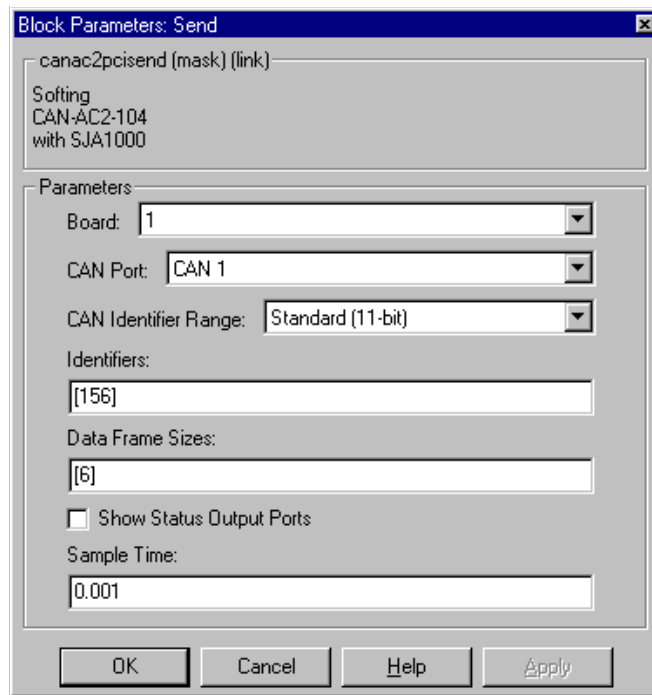 Block Parameters: Send
canac2pcisend (mask) (link)
Softing
CAN-AC2-104
with SJA1000
Parameters
Board: 1
CAN Port: CAN 1
CAN Identifier Range: Standard (11-bit)
Identifiers:
[156]
Data Frame Sizes:
[6]
Show Status Output Ports
Sample Time:
0.001
OK Cancel Help Apply